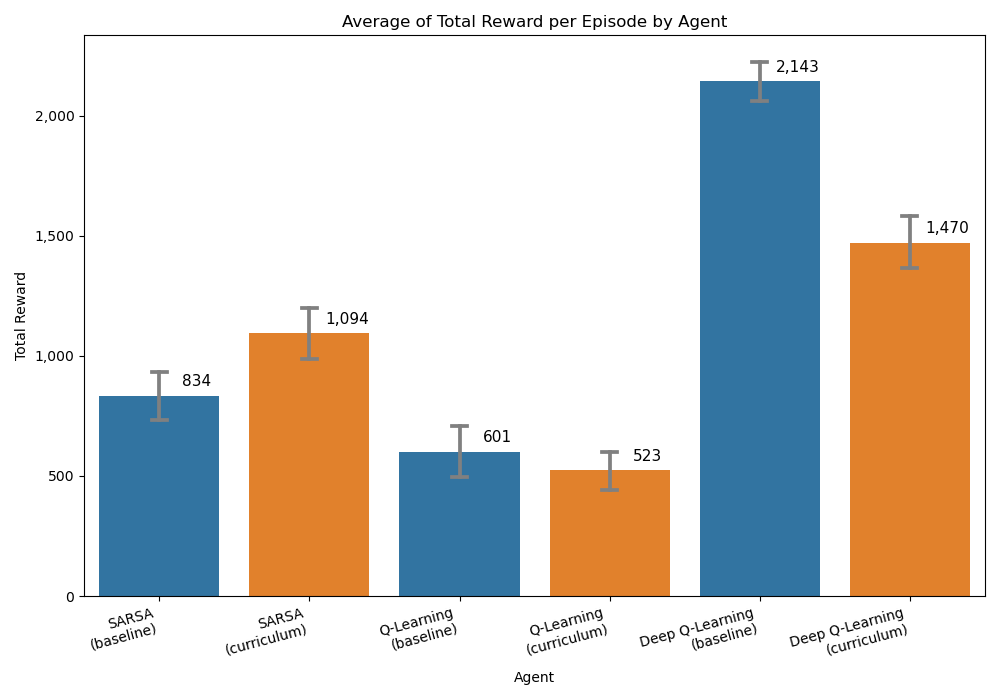 Average of Total Reward per Episode by Agent
Total Reward
2,000
1,500
1,000
500
0
834
1,094
601
523
2,143
1,470
SARSA
(baseline)
SARSA
(curriculum)
Q-Learning
(baseline)
Q-Learning
(curriculum)
Deep Q-Learning
(baseline)
Deep Q-Learning
(curriculum)
Agent